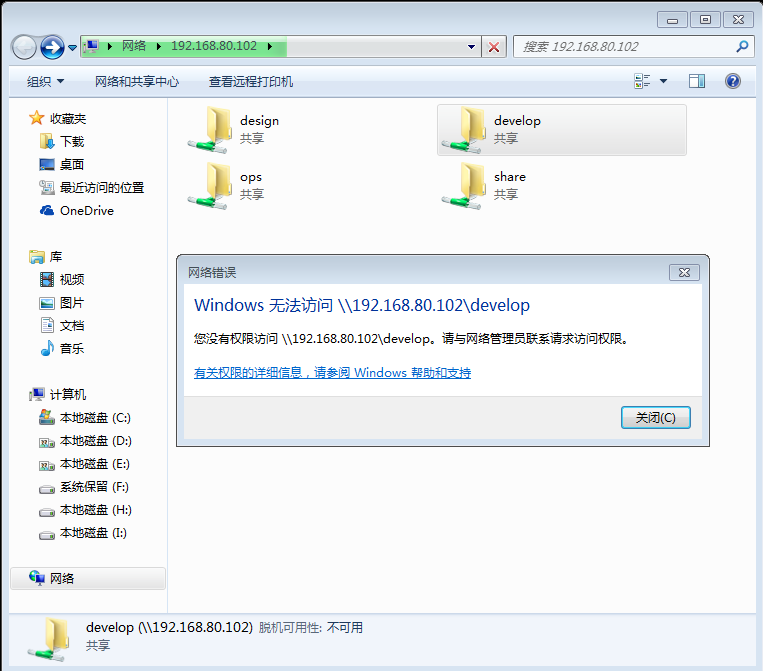 网络 192.168.80.102
搜索 192.168.80.102
组织 网络和共享中心 查看远程打印机
收藏夹
下载
桌面
最近访问的位置
OneDrive
库
视频
图片
文档
音乐
计算机
本地磁盘 (C:)
本地磁盘 (D:)
本地磁盘 (E:)
系统保留 (F:)
本地磁盘 (H:)
本地磁盘 (I:)
网络
design
共享
develop
共享
ops
共享
share
共享
网络错误
Windows 无法访问 \\192.168.80.102\develop
您没有权限访问 \\192.168.80.102\develop。请与网络管理员联系请求访问权限。
有关权限的详细信息，请参阅 Windows 帮助和支持
关闭(C)
develop (\\192.168.80.102) 脱机可用性: 不可用
共享